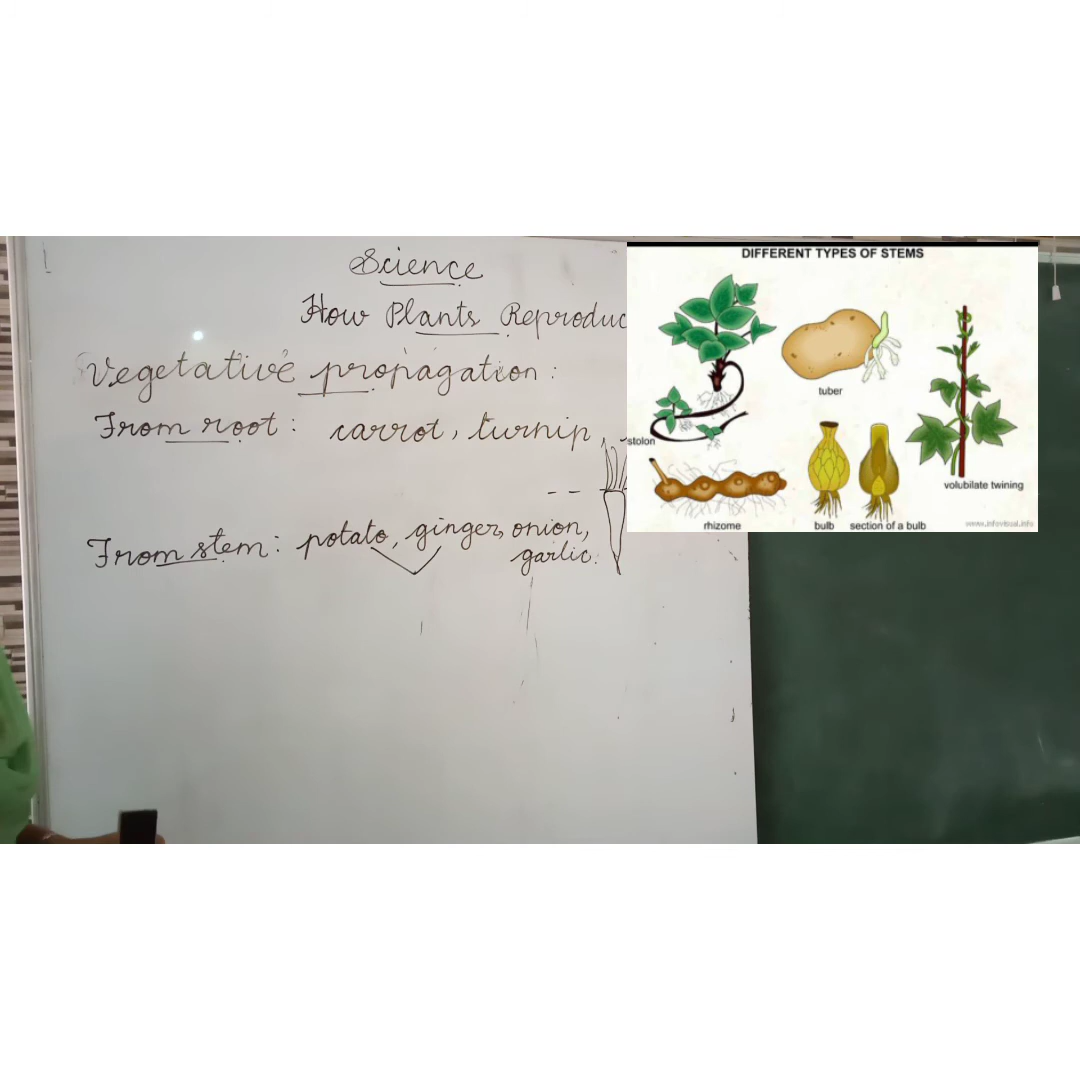 Science
How Plants Reproduc
Vegetative propagation :
From root : carrot, turnip,
From stem : potato, ginger, onion,
garlic.
DIFFERENT TYPES OF STEMS
tuber
stolon
volubilate twining
rhizome
bulb
section of a bulb
www.infovisual.info